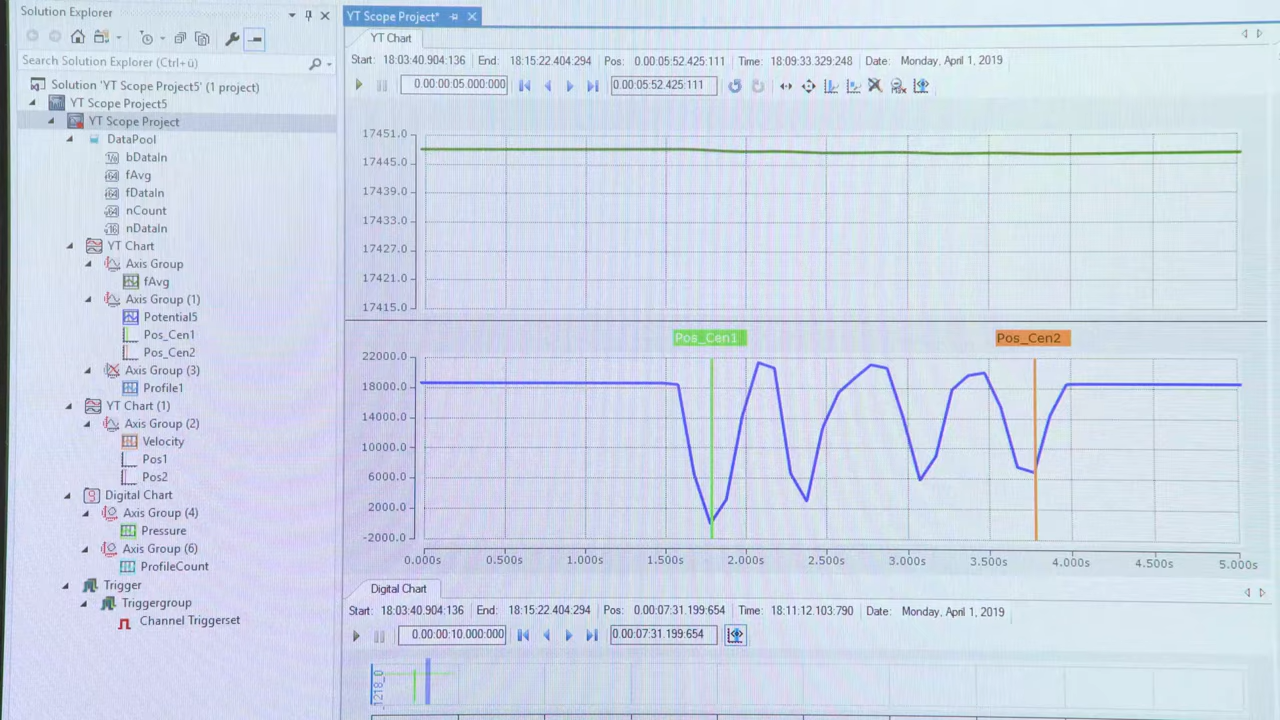 Solution Explorer
Search Solution Explorer (Ctrl+ü)
Solution 'YT Scope Project5' (1 project)
YT Scope Project5
YT Scope Project
DataPool
bDataIn
fAvg
fDataIn
nCount
nDataIn
YT Chart
Axis Group
fAvg
Axis Group (1)
Potential5
Pos_Cen1
Pos_Cen2
Axis Group (3)
Profile1
YT Chart (1)
Axis Group (2)
Velocity
Pos1
Pos2
Digital Chart
Axis Group (4)
Pressure
Axis Group (6)
ProfileCount
Trigger
Triggergroup
Channel Triggerset
YT Scope Project*
YT Chart
Start: 18:03:40.904:136 End: 18:15:22.404:294 Pos: 0.00:05:52.425:111 Time: 18:09:33.329:248 Date: Monday, April 1, 2019
0.00:00:05.000:000 0.00:05:52.425:111
17451.0
17445.0
17439.0
17433.0
17427.0
17421.0
17415.0
Pos_Cen1 Pos_Cen2
22000.0
18000.0
14000.0
10000.0
6000.0
2000.0
-2000.0
0.000s 0.500s 1.000s 1.500s 2.000s 2.500s 3.000s 3.500s 4.000s 4.500s 5.000s
Digital Chart
Start: 18:03:40.904:136 End: 18:15:22.404:294 Pos: 0.00:07:31.199:654 Time: 18:11:12.103:790 Date: Monday, April 1, 2019
0.00:00:10.000:000 0.00:07:31.199:654
1218_0